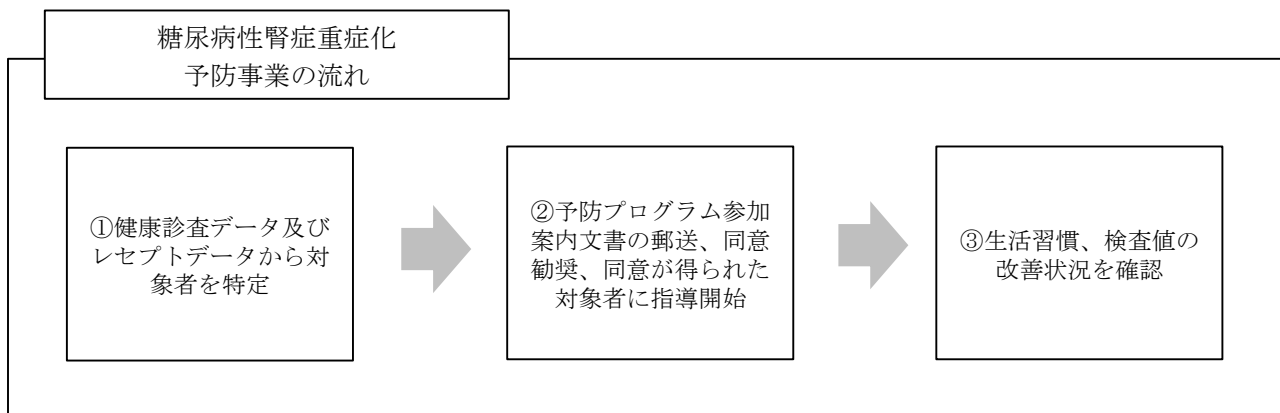 糖尿病性腎症重症化
予防事業の流れ
①健康診査データ及び
レセプトデータから対
象者を特定
②予防プログラム参加
案内文書の郵送、同意
勧奨、同意が得られた
対象者に指導開始
③生活習慣、検査値の
改善状況を確認